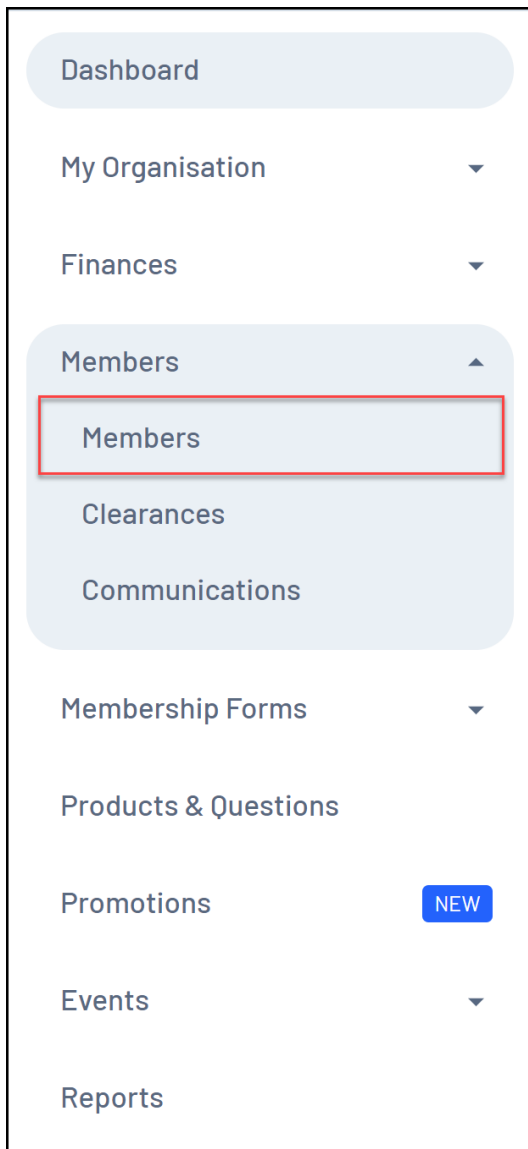 Dashboard
My Organisation
Finances
Members
Members
Clearances
Communications
Membership Forms
Products & Questions
Promotions NEW
Events
Reports